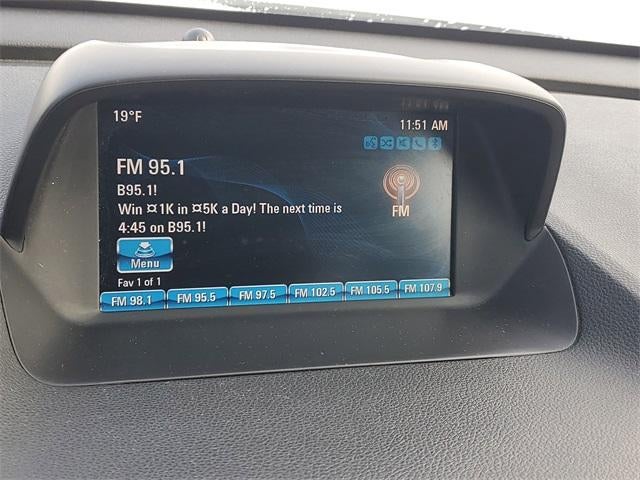 19°F
11:51 AM
FM 95.1
B95.1!
Win ¤1K in ¤5K a Day! The next time is
4:45 on B95.1!
FM
Menu
Fav 1 of 1
FM 98.1 FM 95.5 FM 97.5 FM 102.5 FM 105.5 FM 107.9